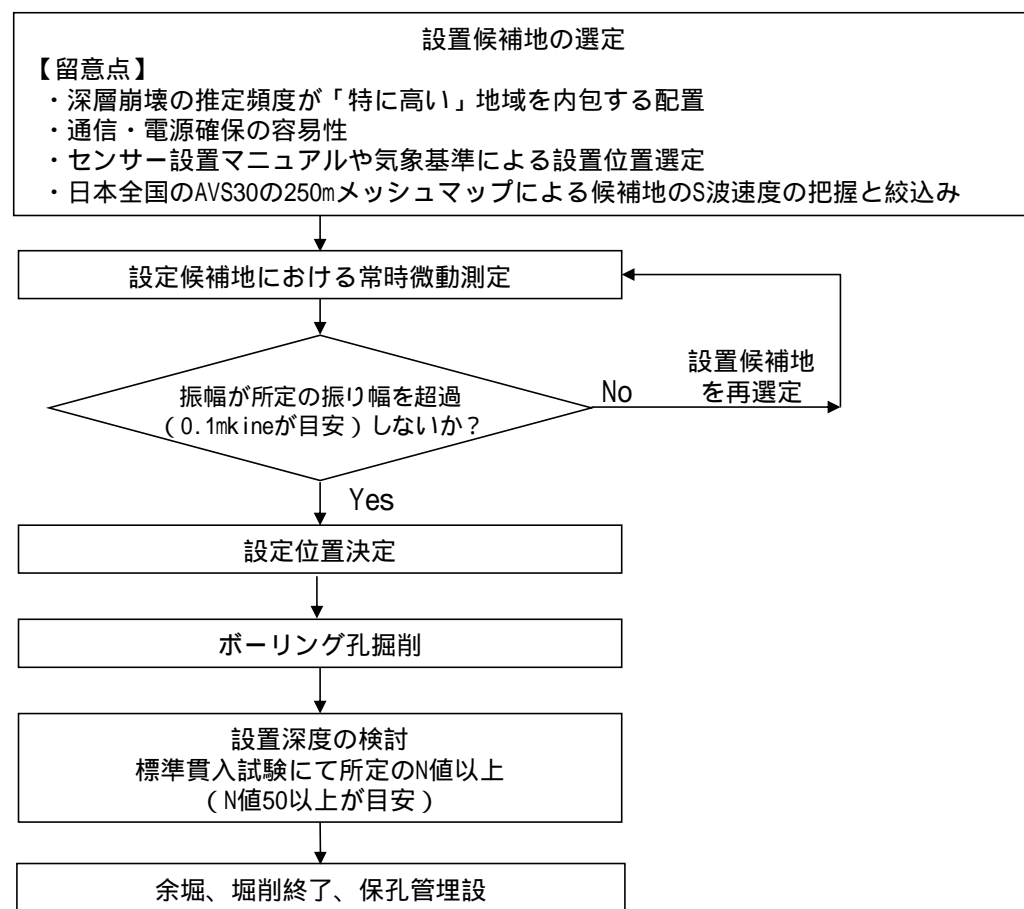 設置候補地の選定
【留意点】
・深層崩壊の推定頻度が「特に高い」地域を内包する配置
・通信・電源確保の容易性
・センサー設置マニュアルや気象基準による設置位置選定
・日本全国のAVS30の250mメッシュマップによる候補地のS波速度の把握と絞込み
設定候補地における常時微動測定
振幅が所定の振り幅を超過
(0.1mkineが目安)しないか？
No
設置候補地
を再選定
Yes
設定位置決定
ボーリング孔掘削
設置深度の検討
標準貫入試験にて所定のN値以上
(N値50以上が目安)
余堀、堀削終了、保孔管埋設